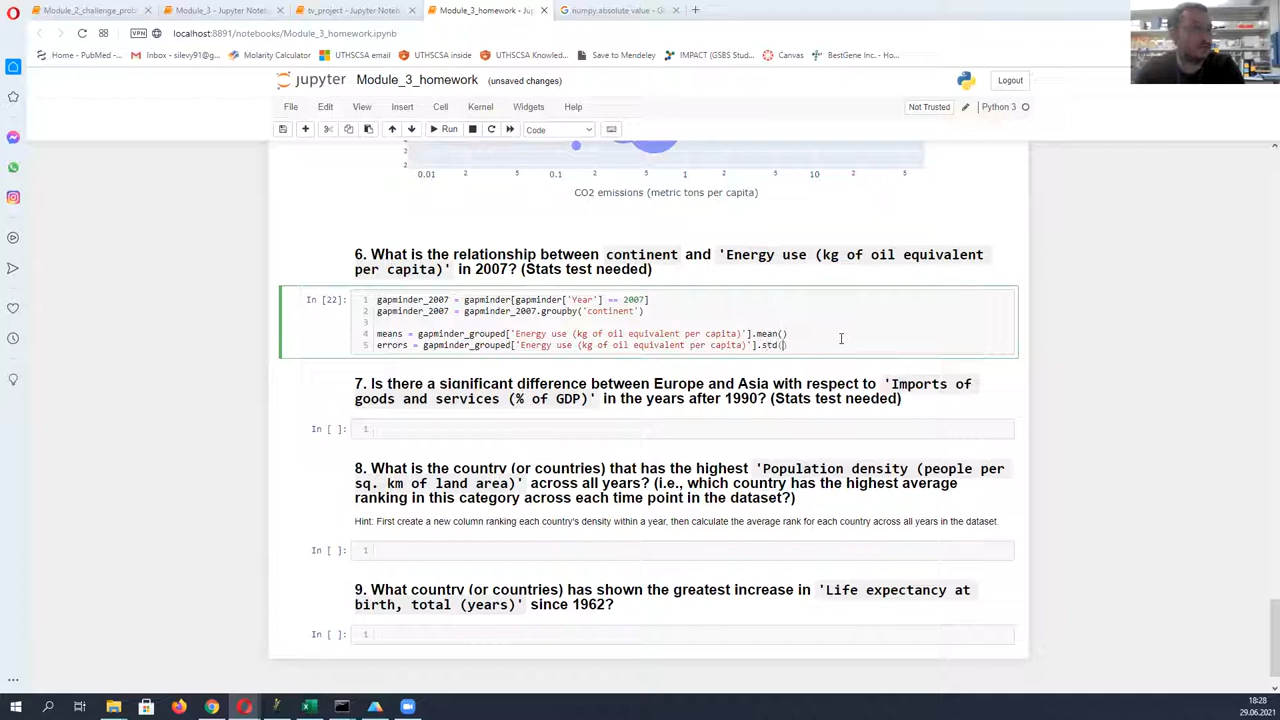 Module_2_challenge_prob
Module_3 - Jupyter Notebo
tv_project - Jupyter Notebo
Module_3_homework - Jup
numpy.absolute value - Go
VPN
localhost:8891/notebooks/Module_3_homework.ipynb
Home - PubMed -...
Inbox - silevy91@gm...
Molarity Calculator
UTHSCSA email
UTHSCSA email
UTHSCSA Knowledg...
Save to Mendeley
IMPACT (GSBS Studi...
Canvas
BestGene Inc. - Ho...
jupyter
Module_3_homework (unsaved changes)
Logout
File
Edit
View
Insert
Cell
Kernel
Widgets
Help
Not Trusted
Python 3
Run
Code
3
2
0.01
2
5
0.1
2
5
1
2
5
10
2
5
CO2 emissions (metric tons per capita)
6. What is the relationship between continent and 'Energy use (kg of oil equivalent
per capita)' in 2007? (Stats test needed)
In [22]:
1 gapminder_2007 = gapminder[gapminder['Year'] == 2007]
2 gapminder_2007 = gapminder_2007.groupby('continent')
3
4 means = gapminder_grouped['Energy use (kg of oil equivalent per capita)'].mean()
5 errors = gapminder_grouped['Energy use (kg of oil equivalent per capita)'].std()
7. Is there a significant difference between Europe and Asia with respect to 'Imports of
goods and services (% of GDP)' in the years after 1990? (Stats test needed)
In [ ]: 1
8. What is the country (or countries) that has the highest 'Population density (people per
sq. km of land area)' across all years? (i.e., which country has the highest average
ranking in this category across each time point in the dataset?)
Hint: First create a new column ranking each country's density within a year, then calculate the average rank for each country across all years in the dataset.
In [ ]: 1
9. What country (or countries) has shown the greatest increase in 'Life expectancy at
birth, total (years)' since 1962?
In [ ]: 1
18:28
29.06.2021